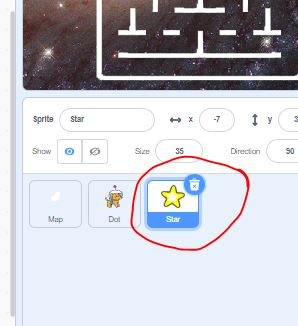 Sprite Star x -7 y 3
Show Size 35 Direction 90
Map Dot Star